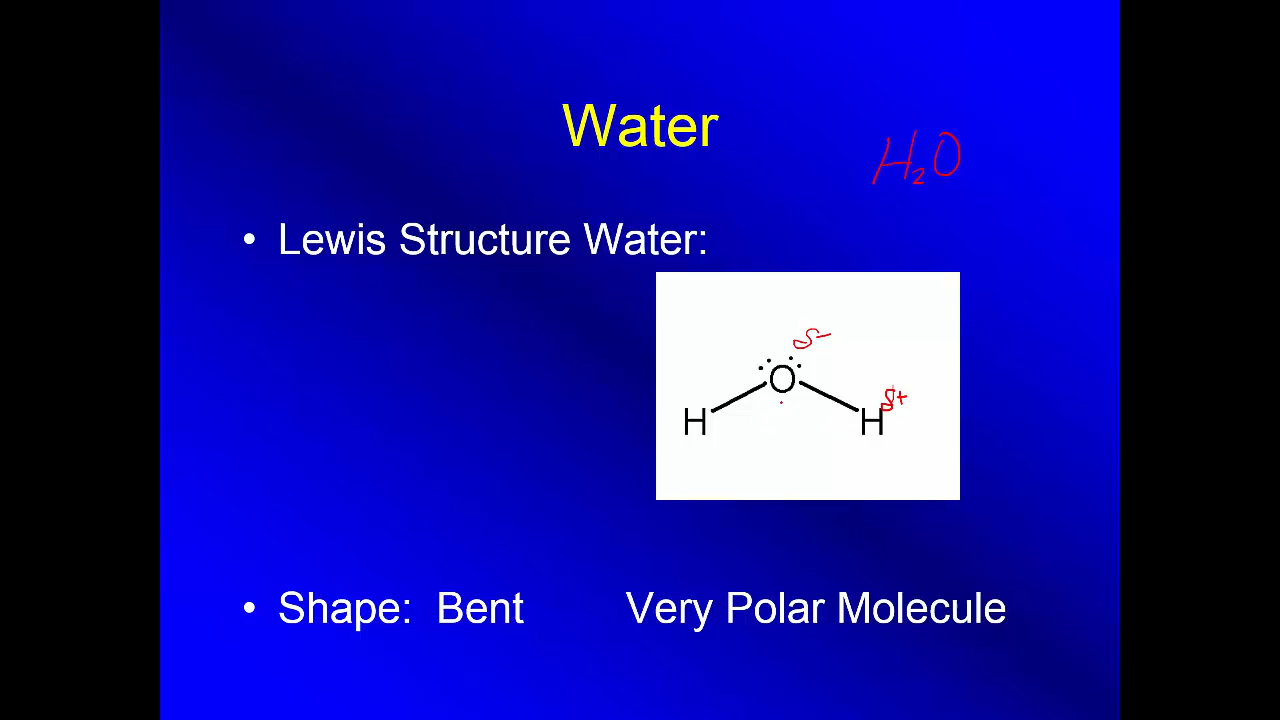 Water
H₂O
• Lewis Structure Water:
δ-
O
H H δ+
• Shape: Bent Very Polar Molecule